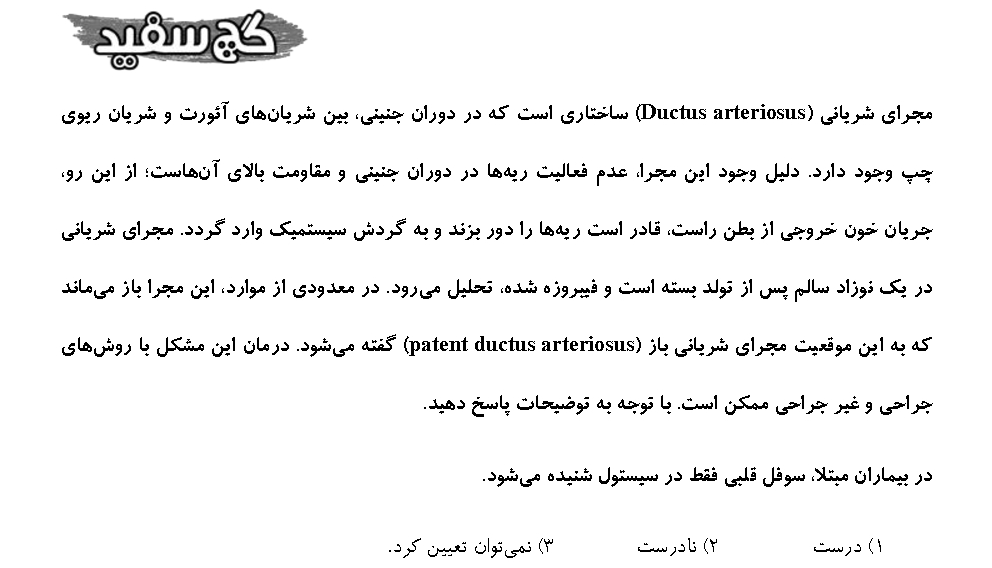 گچ سفید
مجرای شریانی (Ductus arteriosus) ساختاری است که در دوران جنینی، بین شریان‌های آئورت و شریان ریوی
چپ وجود دارد. دلیل وجود این مجرا، عدم فعالیت ریه‌ها در دوران جنینی و مقاومت بالای آن‌هاست؛ از این رو،
جریان خون خروجی از بطن راست، قادر است ریه‌ها را دور بزند و به گردش سیستمیک وارد گردد. مجرای شریانی
در یک نوزاد سالم پس از تولد بسته است و فیبروزه شده، تحلیل می‌رود. در معدودی از موارد، این مجرا باز می‌ماند
که به این موقعیت مجرای شریانی باز (patent ductus arteriosus) گفته می‌شود. درمان این مشکل با روش‌های
جراحی و غیر جراحی ممکن است. با توجه به توضیحات پاسخ دهید.
در بیماران مبتلا، سوفل قلبی فقط در سیستول شنیده می‌شود.
۱) درست ۲) نادرست ۳) نمی‌توان تعیین کرد.